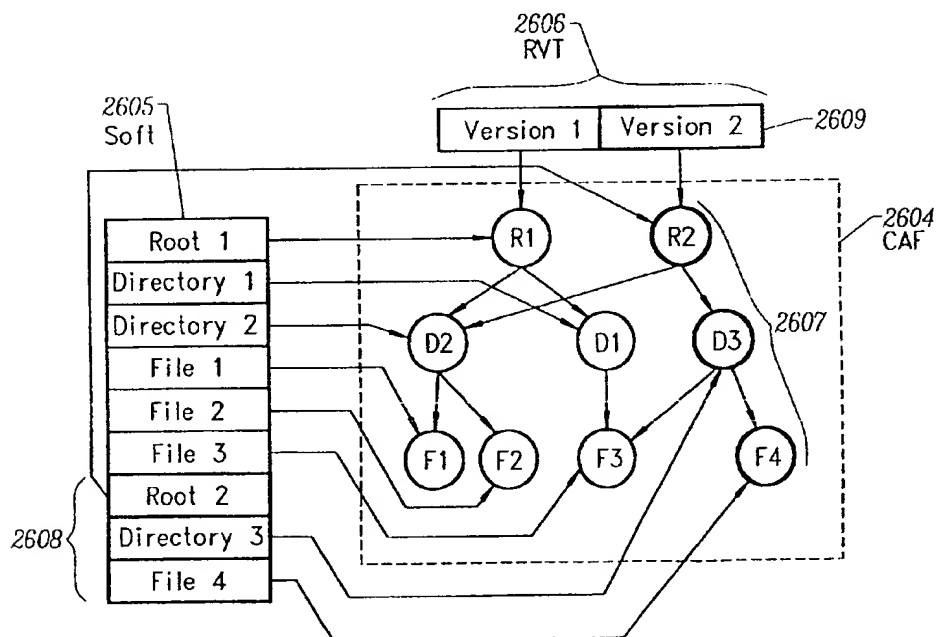 2606
RVT
2605
Soft
Version 1
Version 2
2609
2604
CAF
Root 1
R1
R2
Directory 1
Directory 2
D2
D1
D3
2607
File 1
File 2
File 3
F1
F2
F3
F4
Root 2
2608
Directory 3
File 4